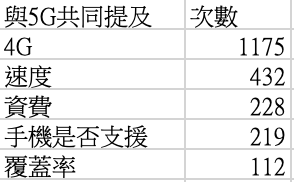 與5G共同提及 次數
4G 1175
速度 432
資費 228
手機是否支援 219
覆蓋率 112